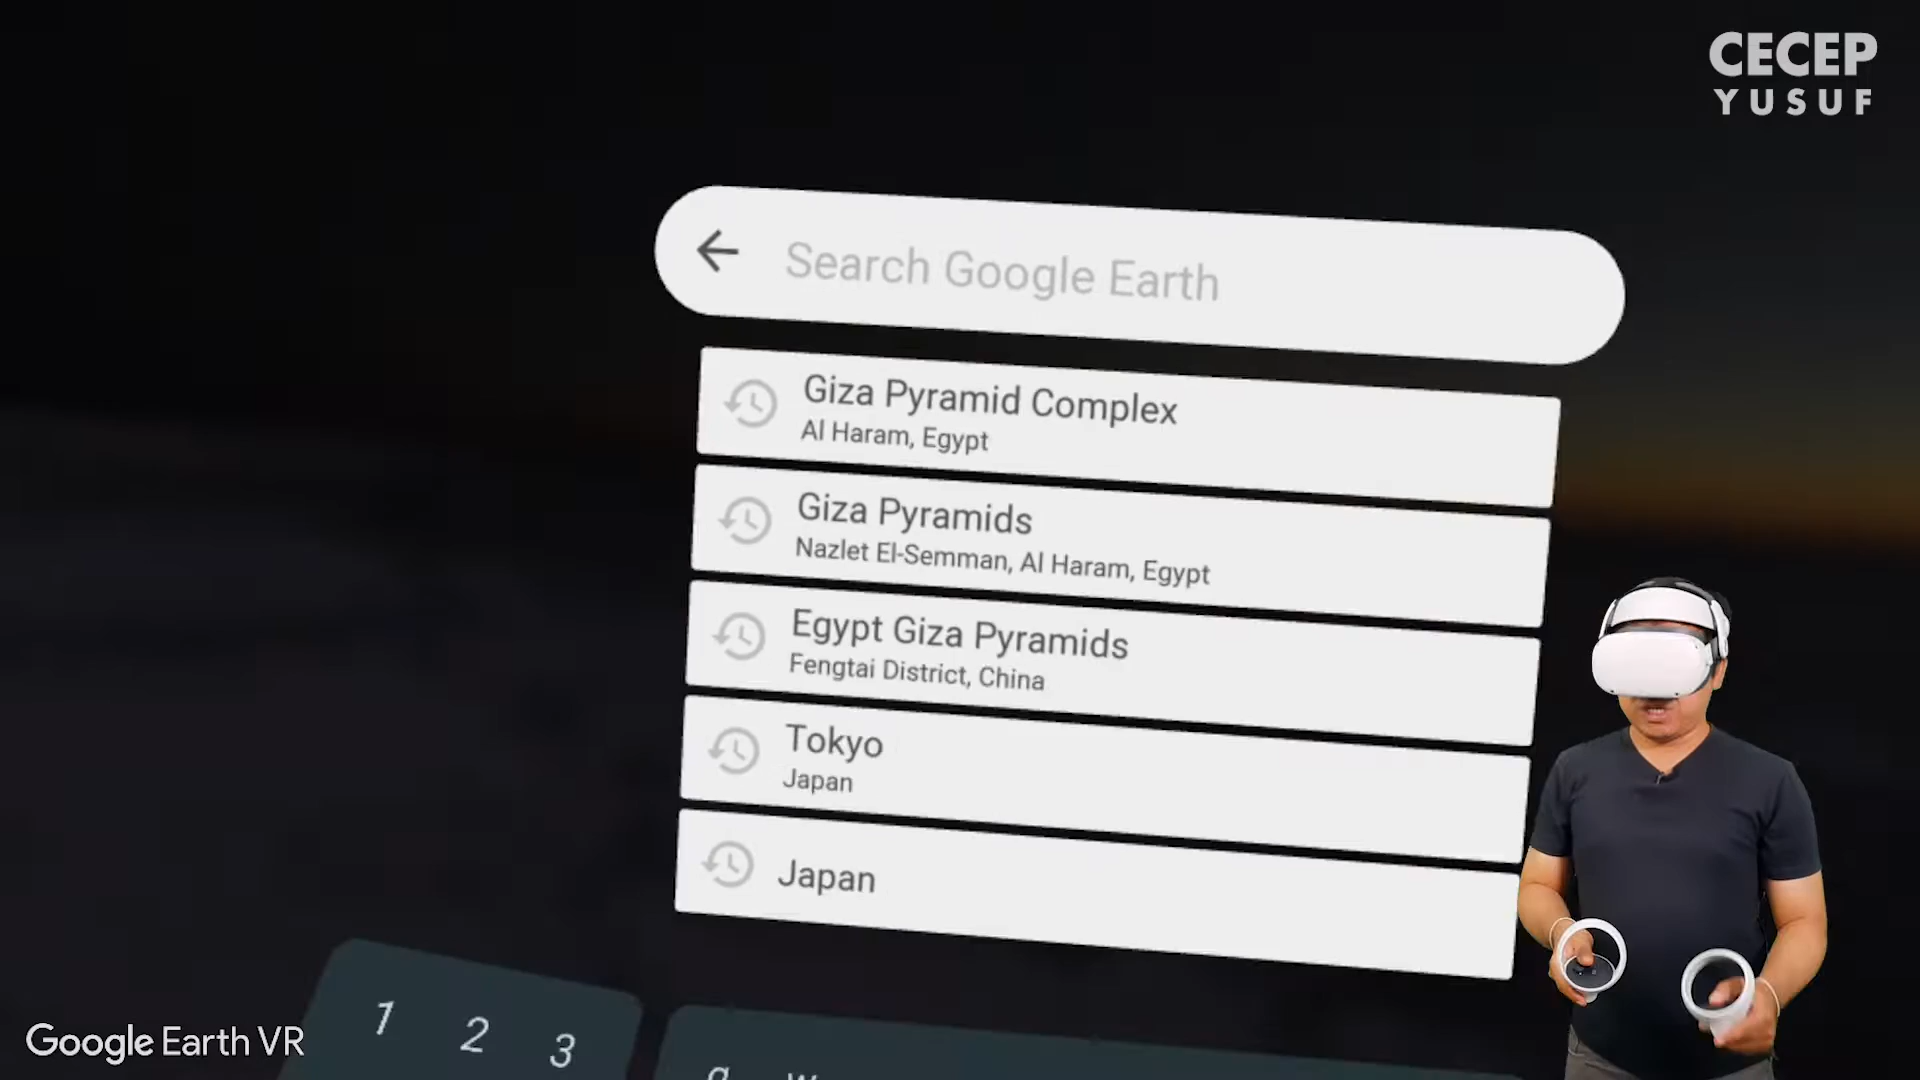 CECEP
YUSUF
Search Google Earth
Giza Pyramid Complex
Al Haram, Egypt
Giza Pyramids
Nazlet El-Semman, Al Haram, Egypt
Egypt Giza Pyramids
Fengtai District, China
Tokyo
Japan
Japan
1 2 3
q w
Google Earth VR